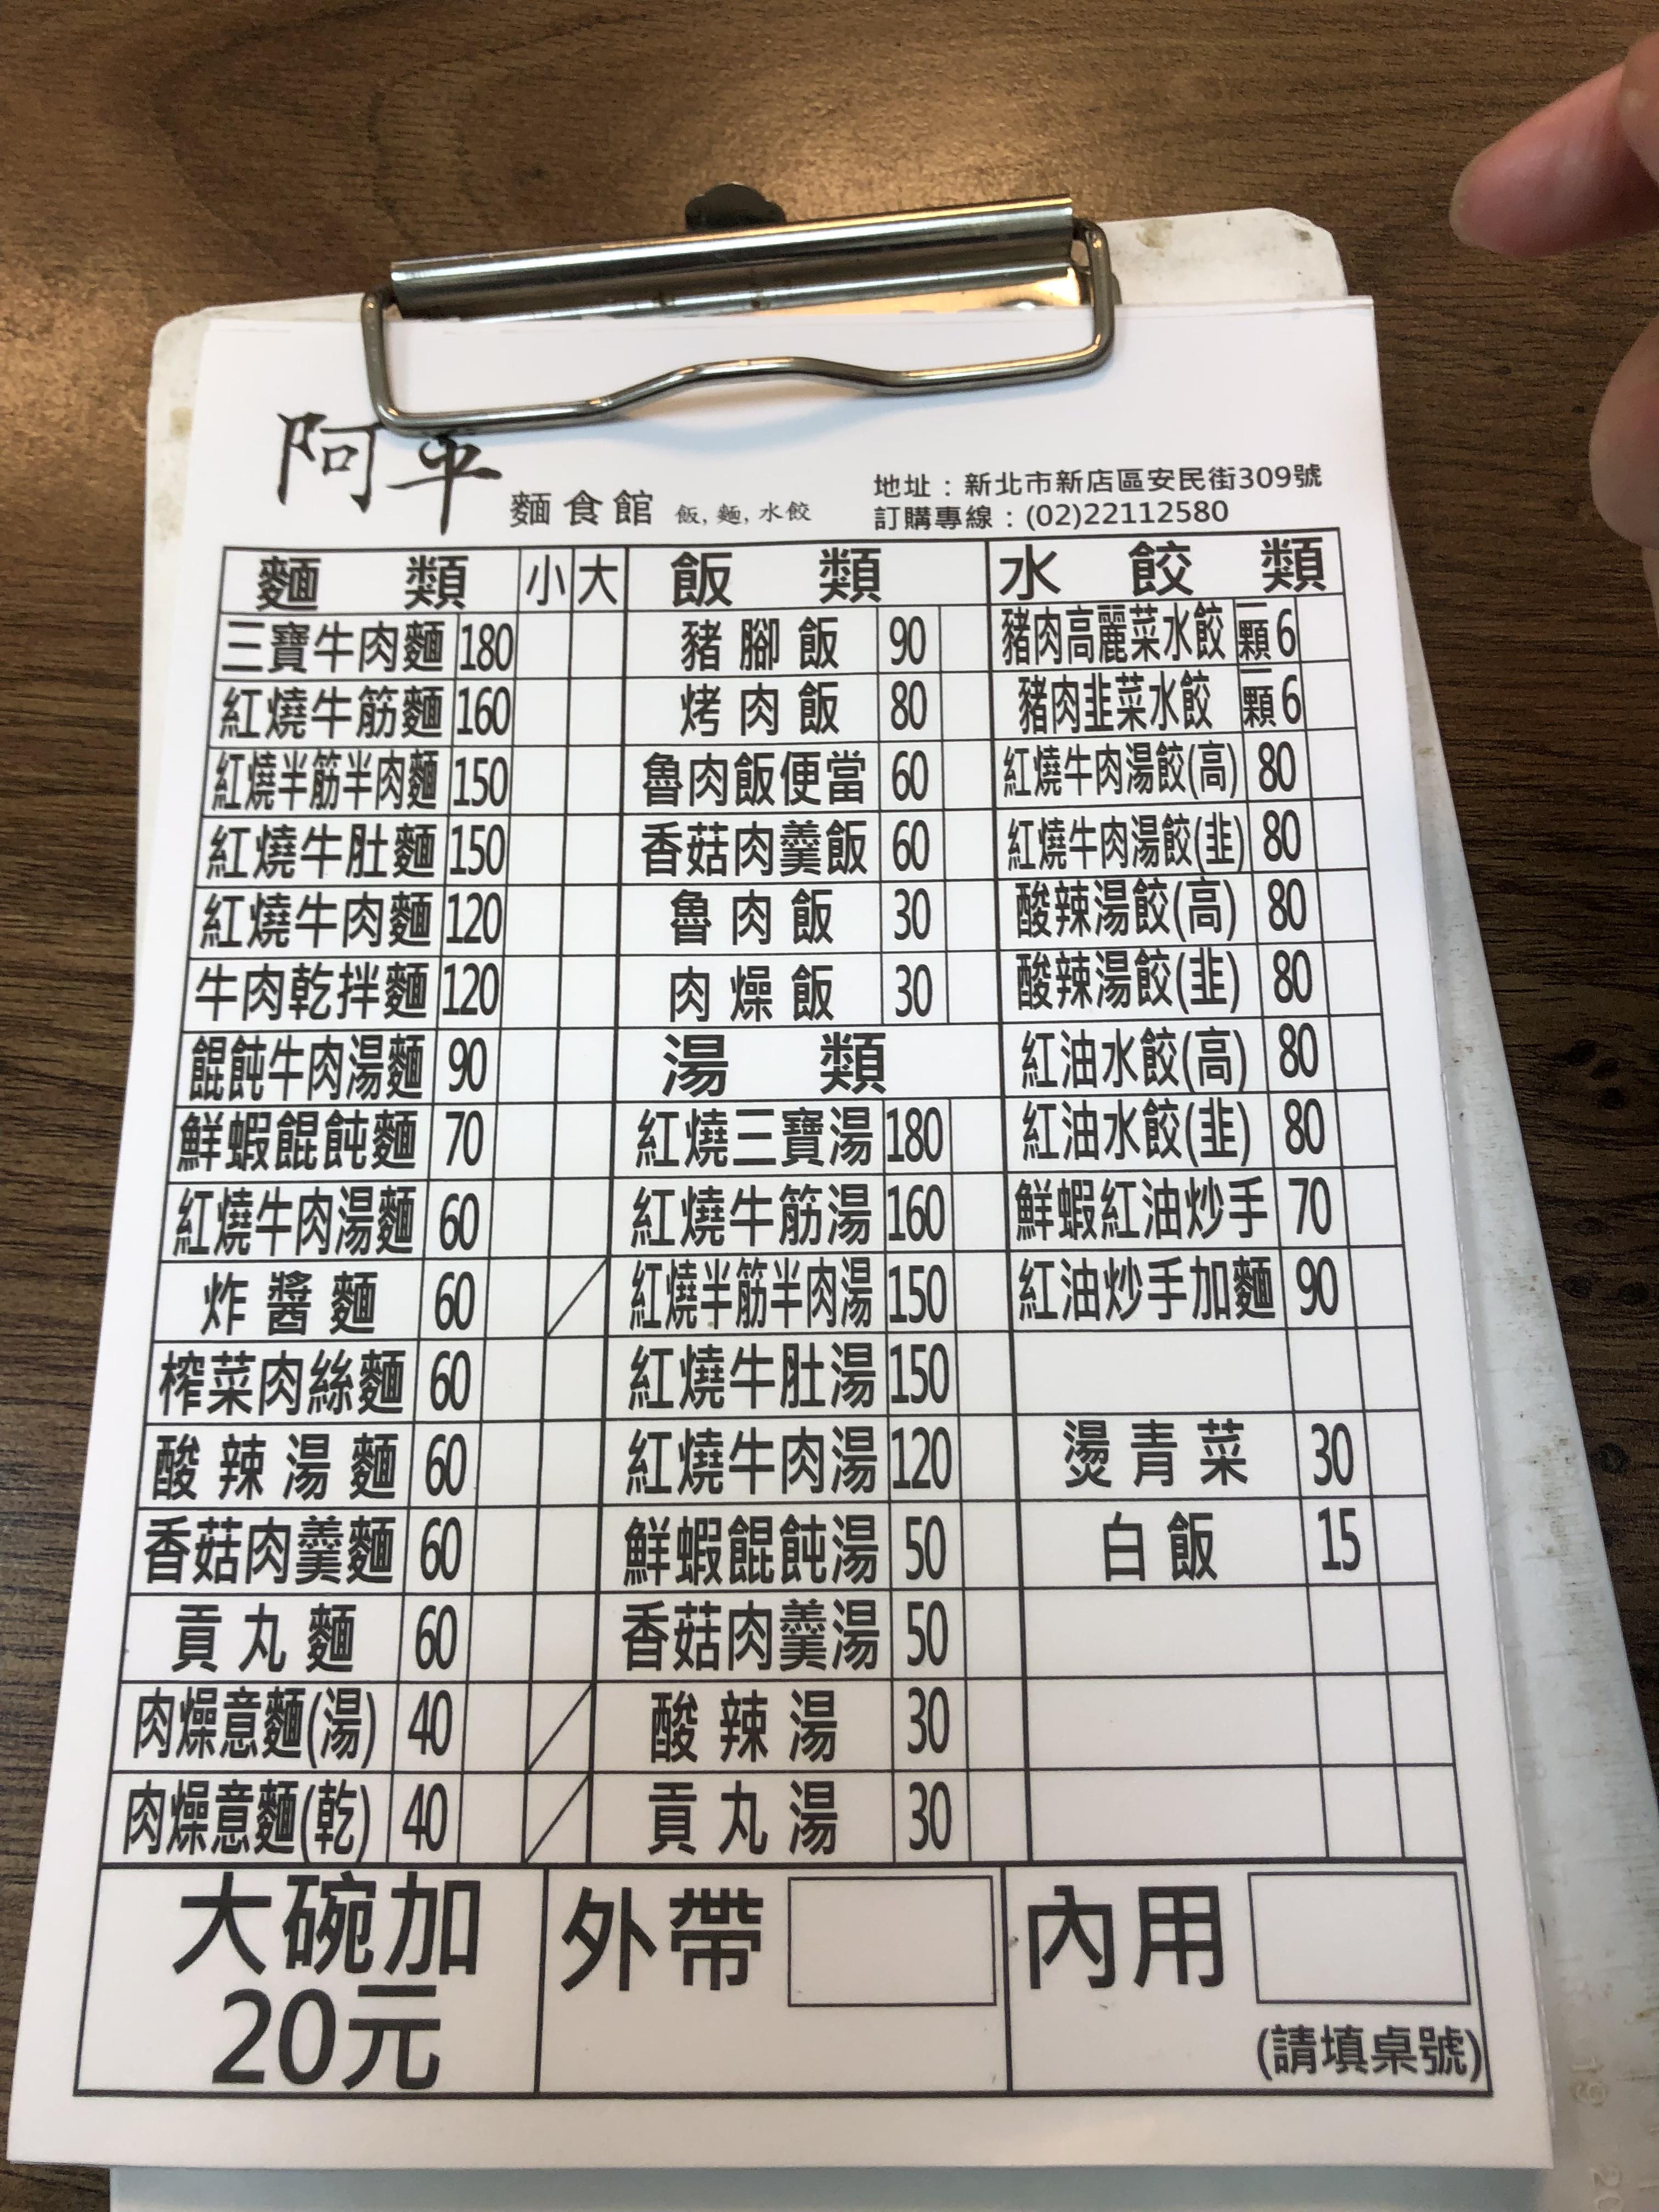 阿平 麵食館 飯,麵,水餃
地址：新北市新店區安民街309號
訂購專線：(02)22112580
麵類 小 大
三寶牛肉麵 180
紅燒牛筋麵 160
紅燒半筋半肉麵 150
紅燒牛肚麵 150
紅燒牛肉麵 120
牛肉乾拌麵 120
餛飩牛肉湯麵 90
鮮蝦餛飩麵 70
紅燒牛肉湯麵 60
炸醬麵 60
榨菜肉絲麵 60
酸辣湯麵 60
香菇肉羹麵 60
貢丸麵 60
肉燥意麵(湯) 40
肉燥意麵(乾) 40
飯類
豬腳飯 90
烤肉飯 80
魯肉飯便當 60
香菇肉羹飯 60
魯肉飯 30
肉燥飯 30
湯類
紅燒三寶湯 180
紅燒牛筋湯 160
紅燒半筋半肉湯 150
紅燒牛肚湯 150
紅燒牛肉湯 120
鮮蝦餛飩湯 50
香菇肉羹湯 50
酸辣湯 30
貢丸湯 30
水餃類
豬肉高麗菜水餃 一顆6
豬肉韭菜水餃 一顆6
紅燒牛肉湯餃(高) 80
紅燒牛肉湯餃(韭) 80
酸辣湯餃(高) 80
酸辣湯餃(韭) 80
紅油水餃(高) 80
紅油水餃(韭) 80
鮮蝦紅油炒手 70
紅油炒手加麵 90
燙青菜 30
白飯 15
大碗加
20元
外帶
內用
(請填桌號)